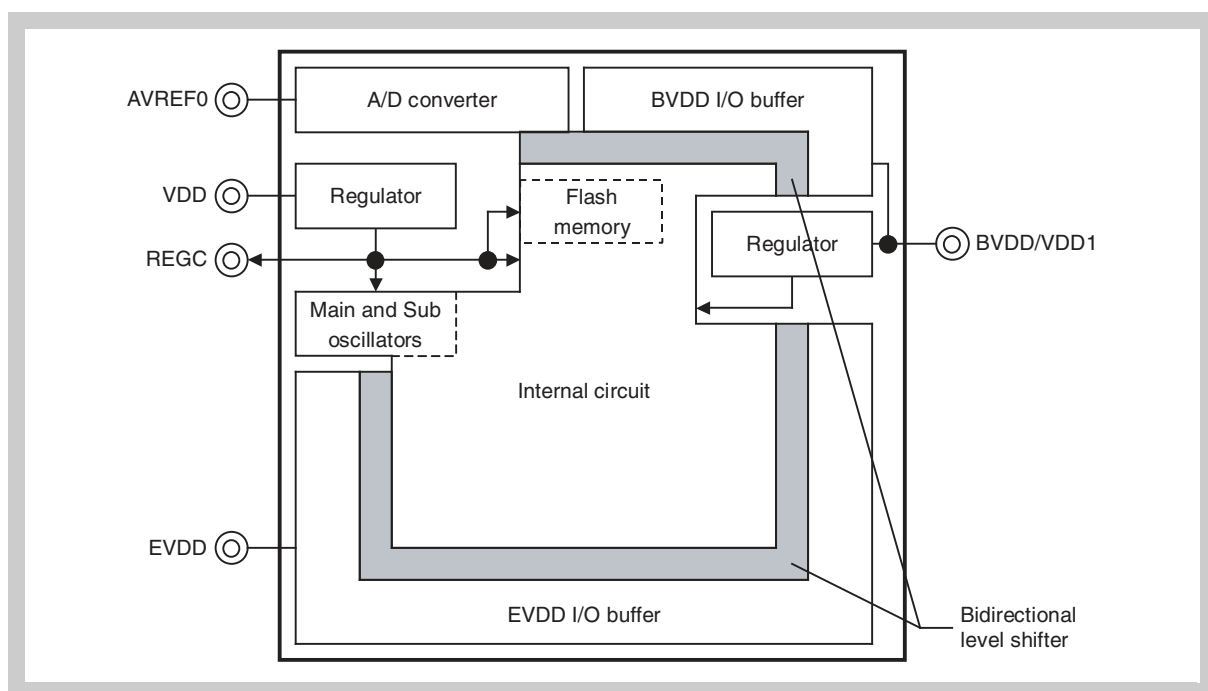 AVREF0
A/D converter
BVDD I/O buffer
VDD
Regulator
Flash
memory
REGC
Regulator
BVDD/VDD1
Main and Sub
oscillators
Internal circuit
EVDD
EVDD I/O buffer
Bidirectional
level shifter